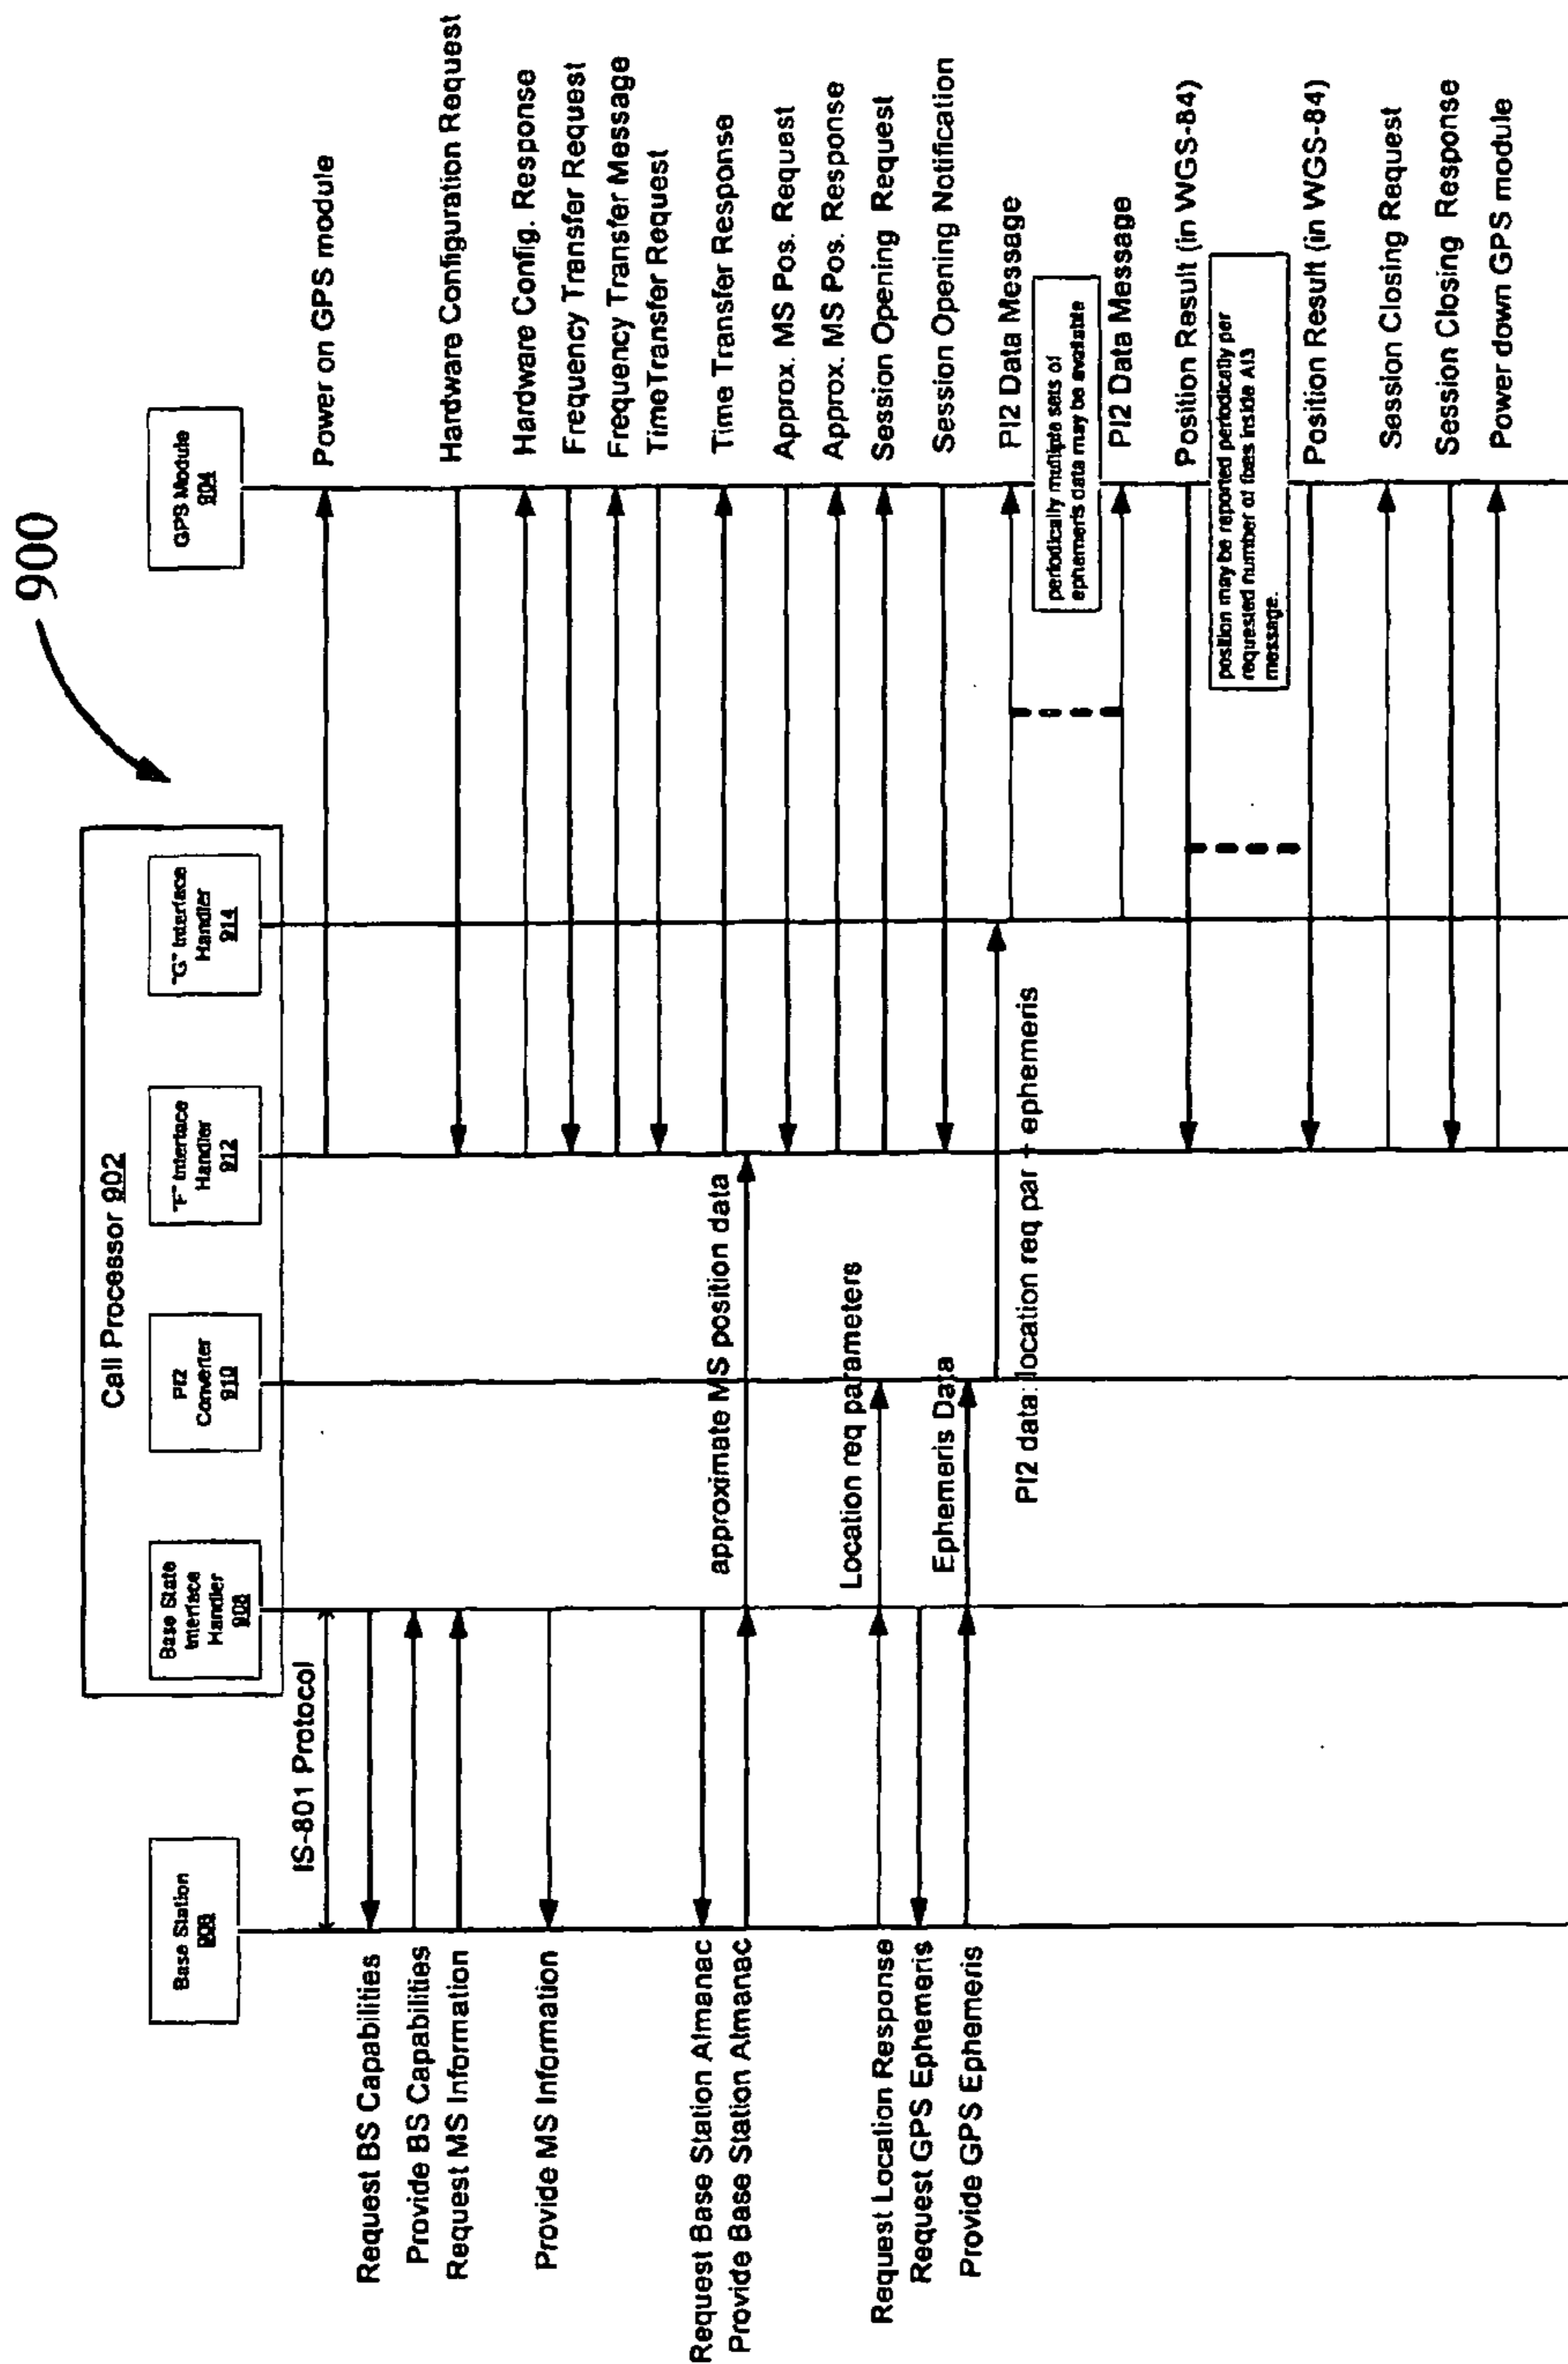 900
Call Processor 902
Base Station
906
Base State
Interface
Handler
908
PI2
Converter
910
"F" Interface
Handler
912
"G" Interface
Handler
914
GPS Module
904
IS-801 Protocol
Power on GPS module
Request BS Capabilities
Provide BS Capabilities
Request MS Information
Hardware Configuration Request
Hardware Config. Response
Provide MS Information
Frequency Transfer Request
Frequency Transfer Message
TimeTransfer Request
Request Base Station Almanac
Time Transfer Response
Provide Base Station Almanac
approximate MS position data
Approx. MS Pos. Request
Approx. MS Pos. Response
Request Location Response
Location req parameters
Session Opening Request
Request GPS Ephemeris
Session Opening Notification
Provide GPS Ephemeris
Ephemeris Data
PI2 data: location req par + ephemeris
PI2 Data Message
periodically multiple sets of
ephemeris data may be available
PI2 Data Message
Position Result (in WGS-84)
position may be reported periodically per
requested number of fixes inside AI3
message.
Position Result (in WGS-84)
Session Closing Request
Session Closing Response
Power down GPS module